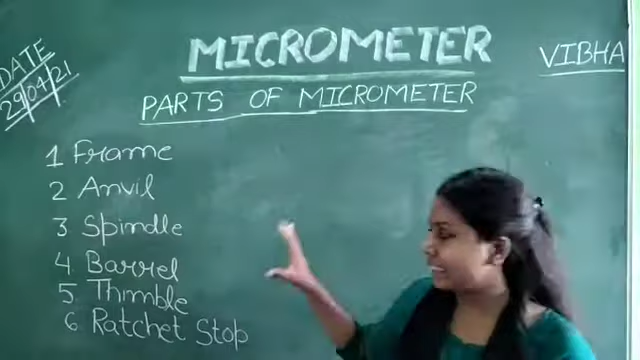 DATE
29/04/21
MICROMETER
VIBHA
PARTS OF MICROMETER
1 Frame
2 Anvil
3 Spindle
4 Barrel
5 Thimble
6 Ratchet Stop